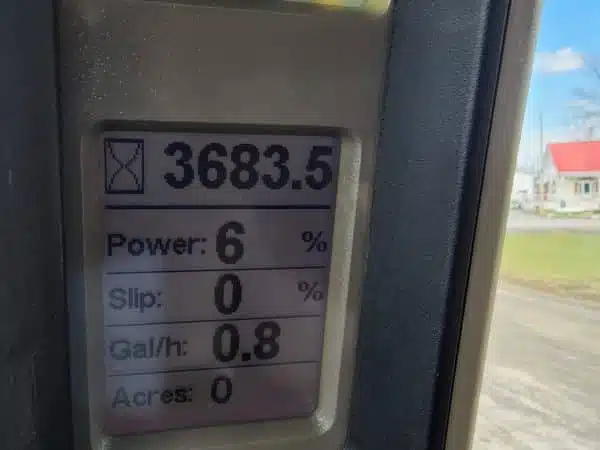 3683.5
Power: 6 %
Slip: 0 %
Gal/h: 0.8
Acres: 0